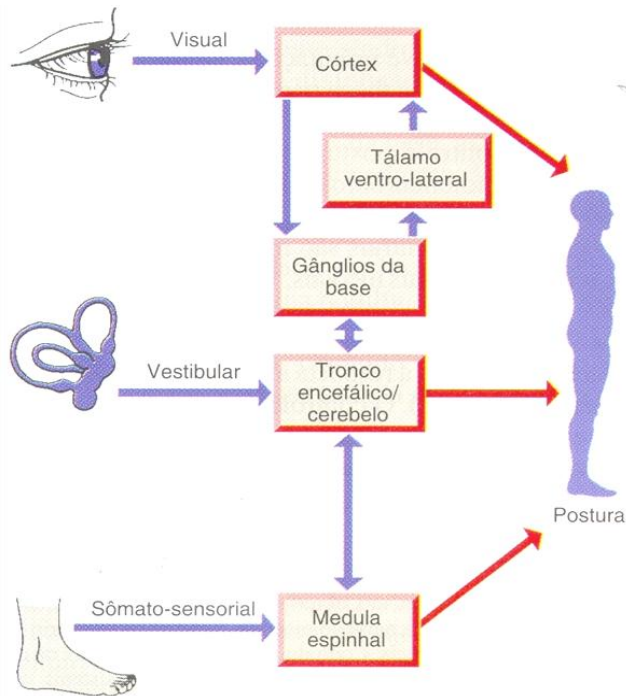 Visual
Córtex
Tálamo
ventro-lateral
Gânglios da
base
Vestibular
Tronco
encefálico/
cerebelo
Postura
Sômato-sensorial
Medula
espinhal